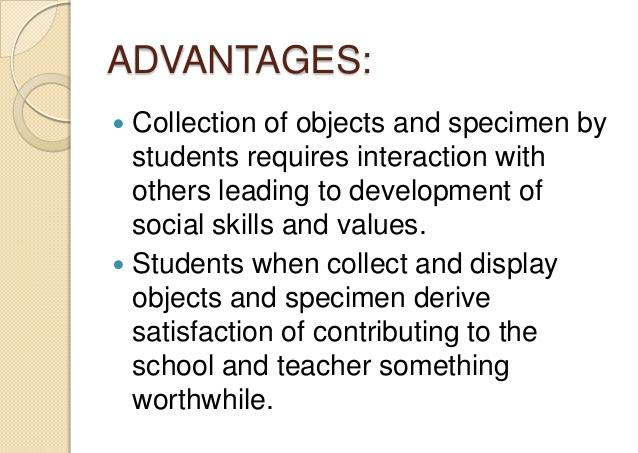 ADVANTAGES:
• Collection of objects and specimen by
students requires interaction with
others leading to development of
social skills and values.
• Students when collect and display
objects and specimen derive
satisfaction of contributing to the
school and teacher something
worthwhile.